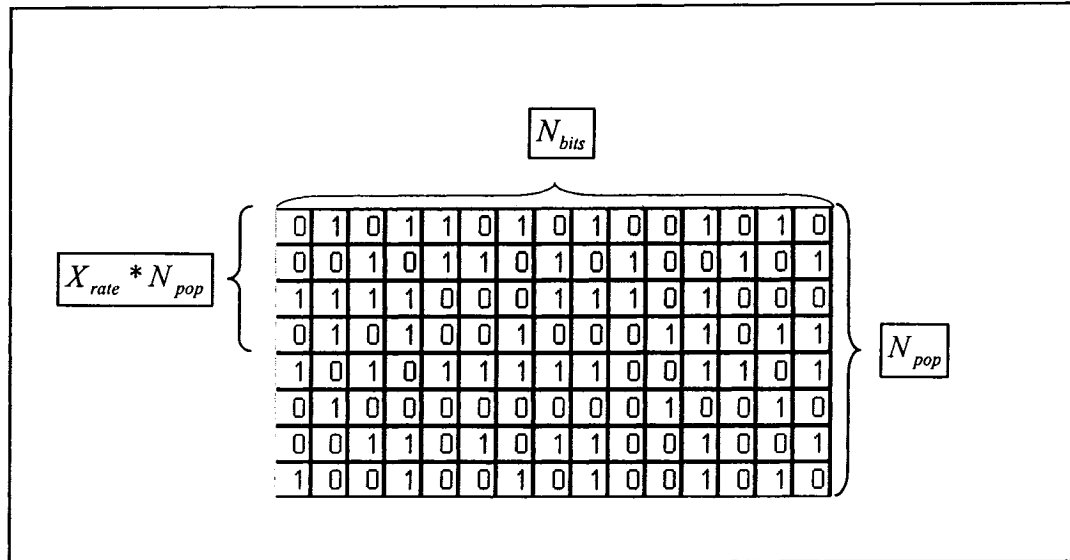 N_bits
0 1 0 1 1 0 1 0 1 0 0 1 0 1 0
0 0 1 0 1 1 0 1 0 1 0 0 1 0 1
X_rate * N_pop
1 1 1 1 0 0 0 1 1 1 0 1 0 0 0
0 1 0 1 0 0 1 0 0 0 1 1 0 1 1
N_pop
1 0 1 0 1 1 1 1 1 0 0 1 1 0 1
0 1 0 0 0 0 0 0 0 0 1 0 0 1 0
0 0 1 1 0 1 0 1 1 0 0 1 0 0 1
1 0 0 1 0 0 1 0 1 0 0 1 0 1 0